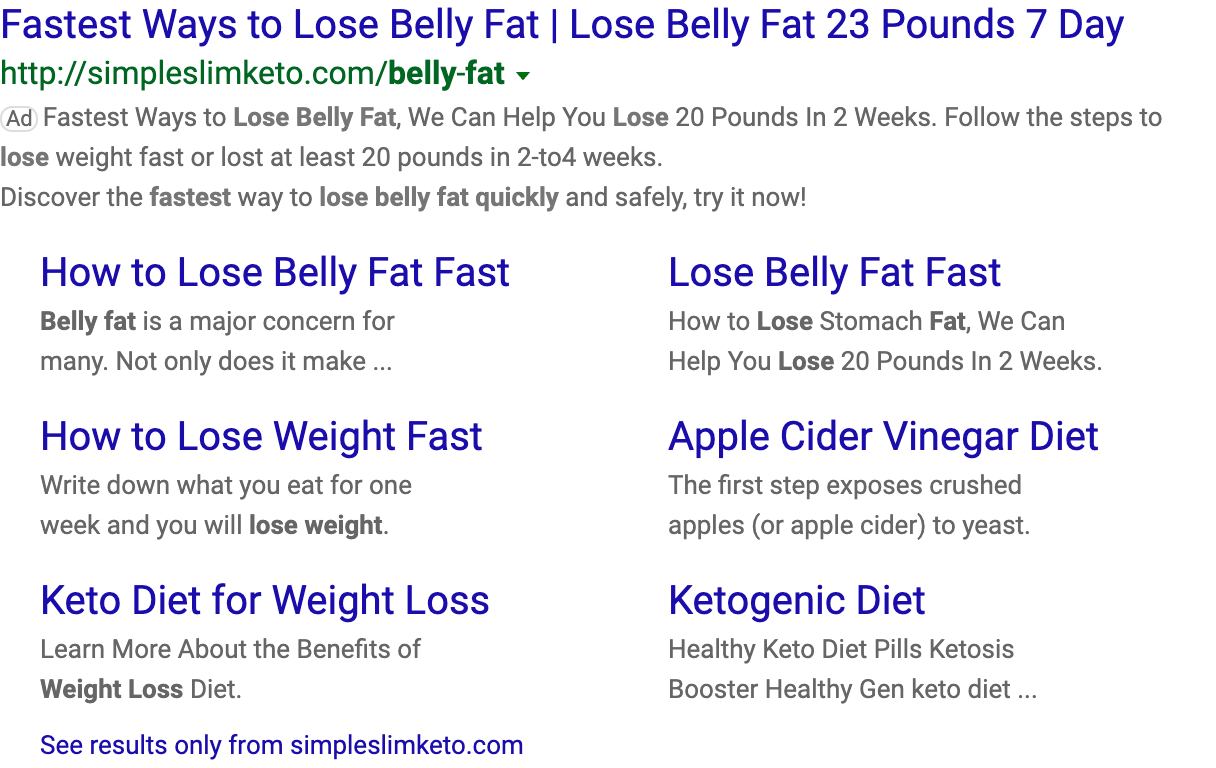 Fastest Ways to Lose Belly Fat | Lose Belly Fat 23 Pounds 7 Day
http://simpleslimketo.com/belly-fat
Ad Fastest Ways to Lose Belly Fat, We Can Help You Lose 20 Pounds In 2 Weeks. Follow the steps to
lose weight fast or lost at least 20 pounds in 2-to4 weeks.
Discover the fastest way to lose belly fat quickly and safely, try it now!
How to Lose Belly Fat Fast
Belly fat is a major concern for
many. Not only does it make ...
Lose Belly Fat Fast
How to Lose Stomach Fat, We Can
Help You Lose 20 Pounds In 2 Weeks.
How to Lose Weight Fast
Write down what you eat for one
week and you will lose weight.
Apple Cider Vinegar Diet
The first step exposes crushed
apples (or apple cider) to yeast.
Keto Diet for Weight Loss
Learn More About the Benefits of
Weight Loss Diet.
Ketogenic Diet
Healthy Keto Diet Pills Ketosis
Booster Healthy Gen keto diet ...
See results only from simpleslimketo.com